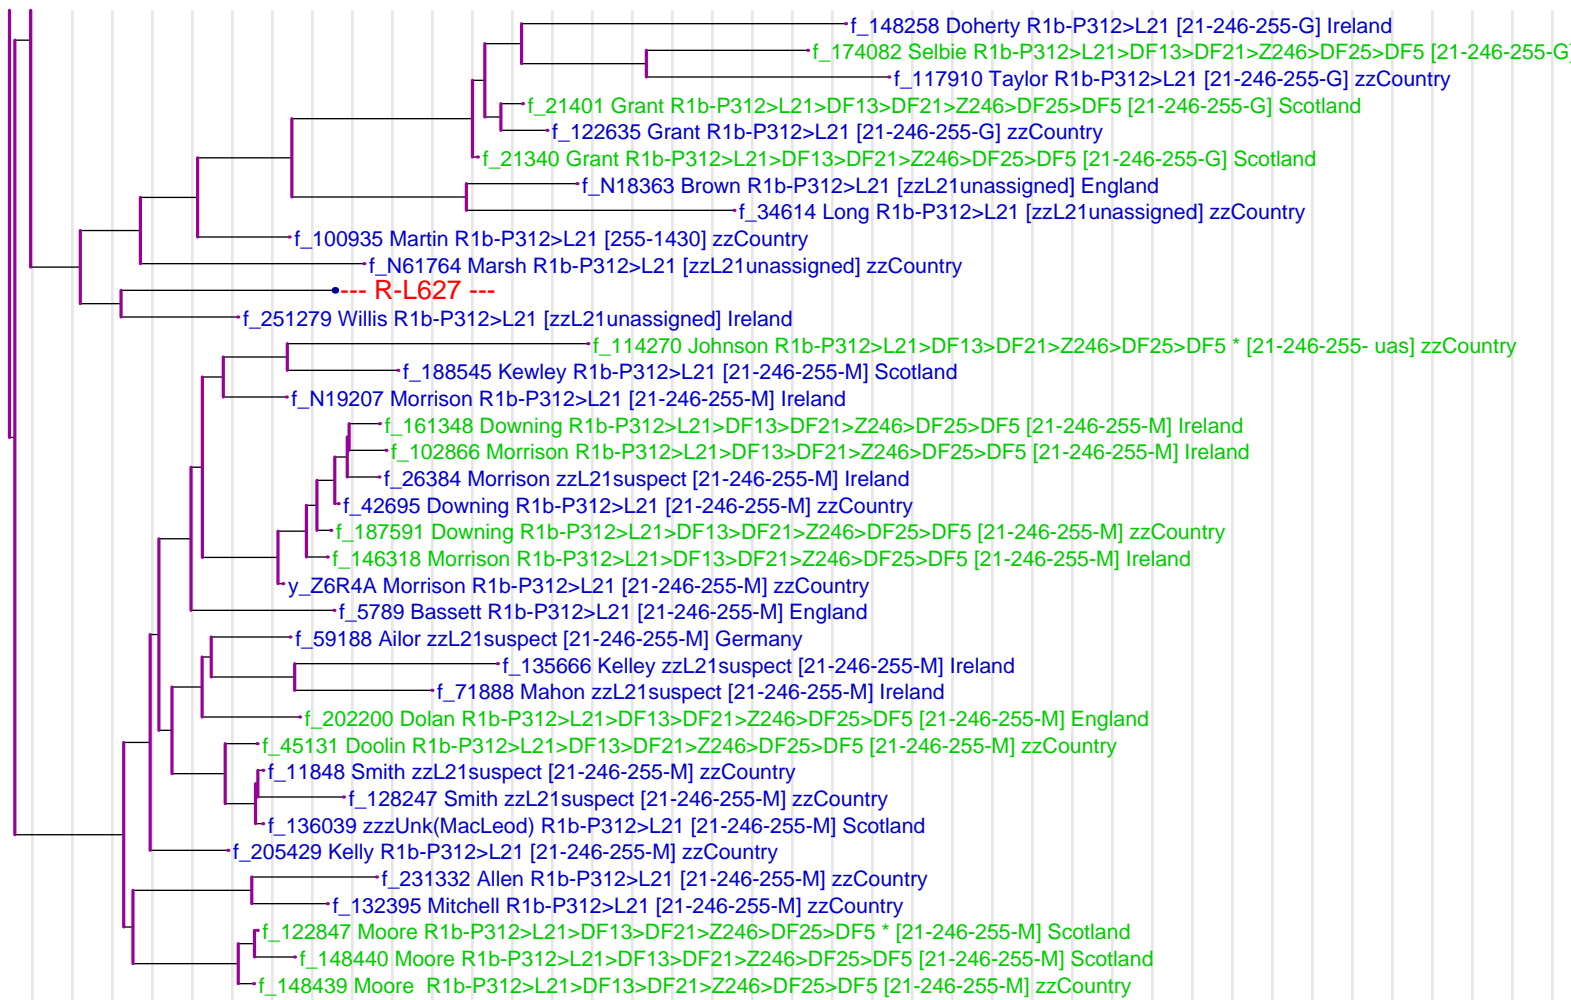 f_148258 Doherty R1b-P312>L21 [21-246-255-G] Ireland
f_174082 Selbie R1b-P312>L21>DF13>DF21>Z246>DF25>DF5 [21-246-255-G]
f_117910 Taylor R1b-P312>L21 [21-246-255-G] zzCountry
f_21401 Grant R1b-P312>L21>DF13>DF21>Z246>DF25>DF5 [21-246-255-G] Scotland
f_122635 Grant R1b-P312>L21 [21-246-255-G] zzCountry
f_21340 Grant R1b-P312>L21>DF13>DF21>Z246>DF25>DF5 [21-246-255-G] Scotland
f_N18363 Brown R1b-P312>L21 [zzL21unassigned] England
f_34614 Long R1b-P312>L21 [zzL21unassigned] zzCountry
f_100935 Martin R1b-P312>L21 [255-1430] zzCountry
f_N61764 Marsh R1b-P312>L21 [zzL21unassigned] zzCountry
--- R-L627 ---
f_251279 Willis R1b-P312>L21 [zzL21unassigned] Ireland
f_114270 Johnson R1b-P312>L21>DF13>DF21>Z246>DF25>DF5 * [21-246-255- uas] zzCountry
f_188545 Kewley R1b-P312>L21 [21-246-255-M] Scotland
f_N19207 Morrison R1b-P312>L21 [21-246-255-M] Ireland
f_161348 Downing R1b-P312>L21>DF13>DF21>Z246>DF25>DF5 [21-246-255-M] Ireland
f_102866 Morrison R1b-P312>L21>DF13>DF21>Z246>DF25>DF5 [21-246-255-M] Ireland
f_26384 Morrison zzL21suspect [21-246-255-M] Ireland
f_42695 Downing R1b-P312>L21 [21-246-255-M] zzCountry
f_187591 Downing R1b-P312>L21>DF13>DF21>Z246>DF25>DF5 [21-246-255-M] zzCountry
f_146318 Morrison R1b-P312>L21>DF13>DF21>Z246>DF25>DF5 [21-246-255-M] Ireland
y_Z6R4A Morrison R1b-P312>L21 [21-246-255-M] zzCountry
f_5789 Bassett R1b-P312>L21 [21-246-255-M] England
f_59188 Ailor zzL21suspect [21-246-255-M] Germany
f_135666 Kelley zzL21suspect [21-246-255-M] Ireland
f_71888 Mahon zzL21suspect [21-246-255-M] Ireland
f_202200 Dolan R1b-P312>L21>DF13>DF21>Z246>DF25>DF5 [21-246-255-M] England
f_45131 Doolin R1b-P312>L21>DF13>DF21>Z246>DF25>DF5 [21-246-255-M] zzCountry
f_11848 Smith zzL21suspect [21-246-255-M] zzCountry
f_128247 Smith zzL21suspect [21-246-255-M] zzCountry
f_136039 zzzUnk(MacLeod) R1b-P312>L21 [21-246-255-M] Scotland
f_205429 Kelly R1b-P312>L21 [21-246-255-M] zzCountry
f_231332 Allen R1b-P312>L21 [21-246-255-M] zzCountry
f_132395 Mitchell R1b-P312>L21 [21-246-255-M] zzCountry
f_122847 Moore R1b-P312>L21>DF13>DF21>Z246>DF25>DF5 * [21-246-255-M] Scotland
f_148440 Moore R1b-P312>L21>DF13>DF21>Z246>DF25>DF5 [21-246-255-M] Scotland
f_148439 Moore  R1b-P312>L21>DF13>DF21>Z246>DF25>DF5 [21-246-255-M] zzCountry